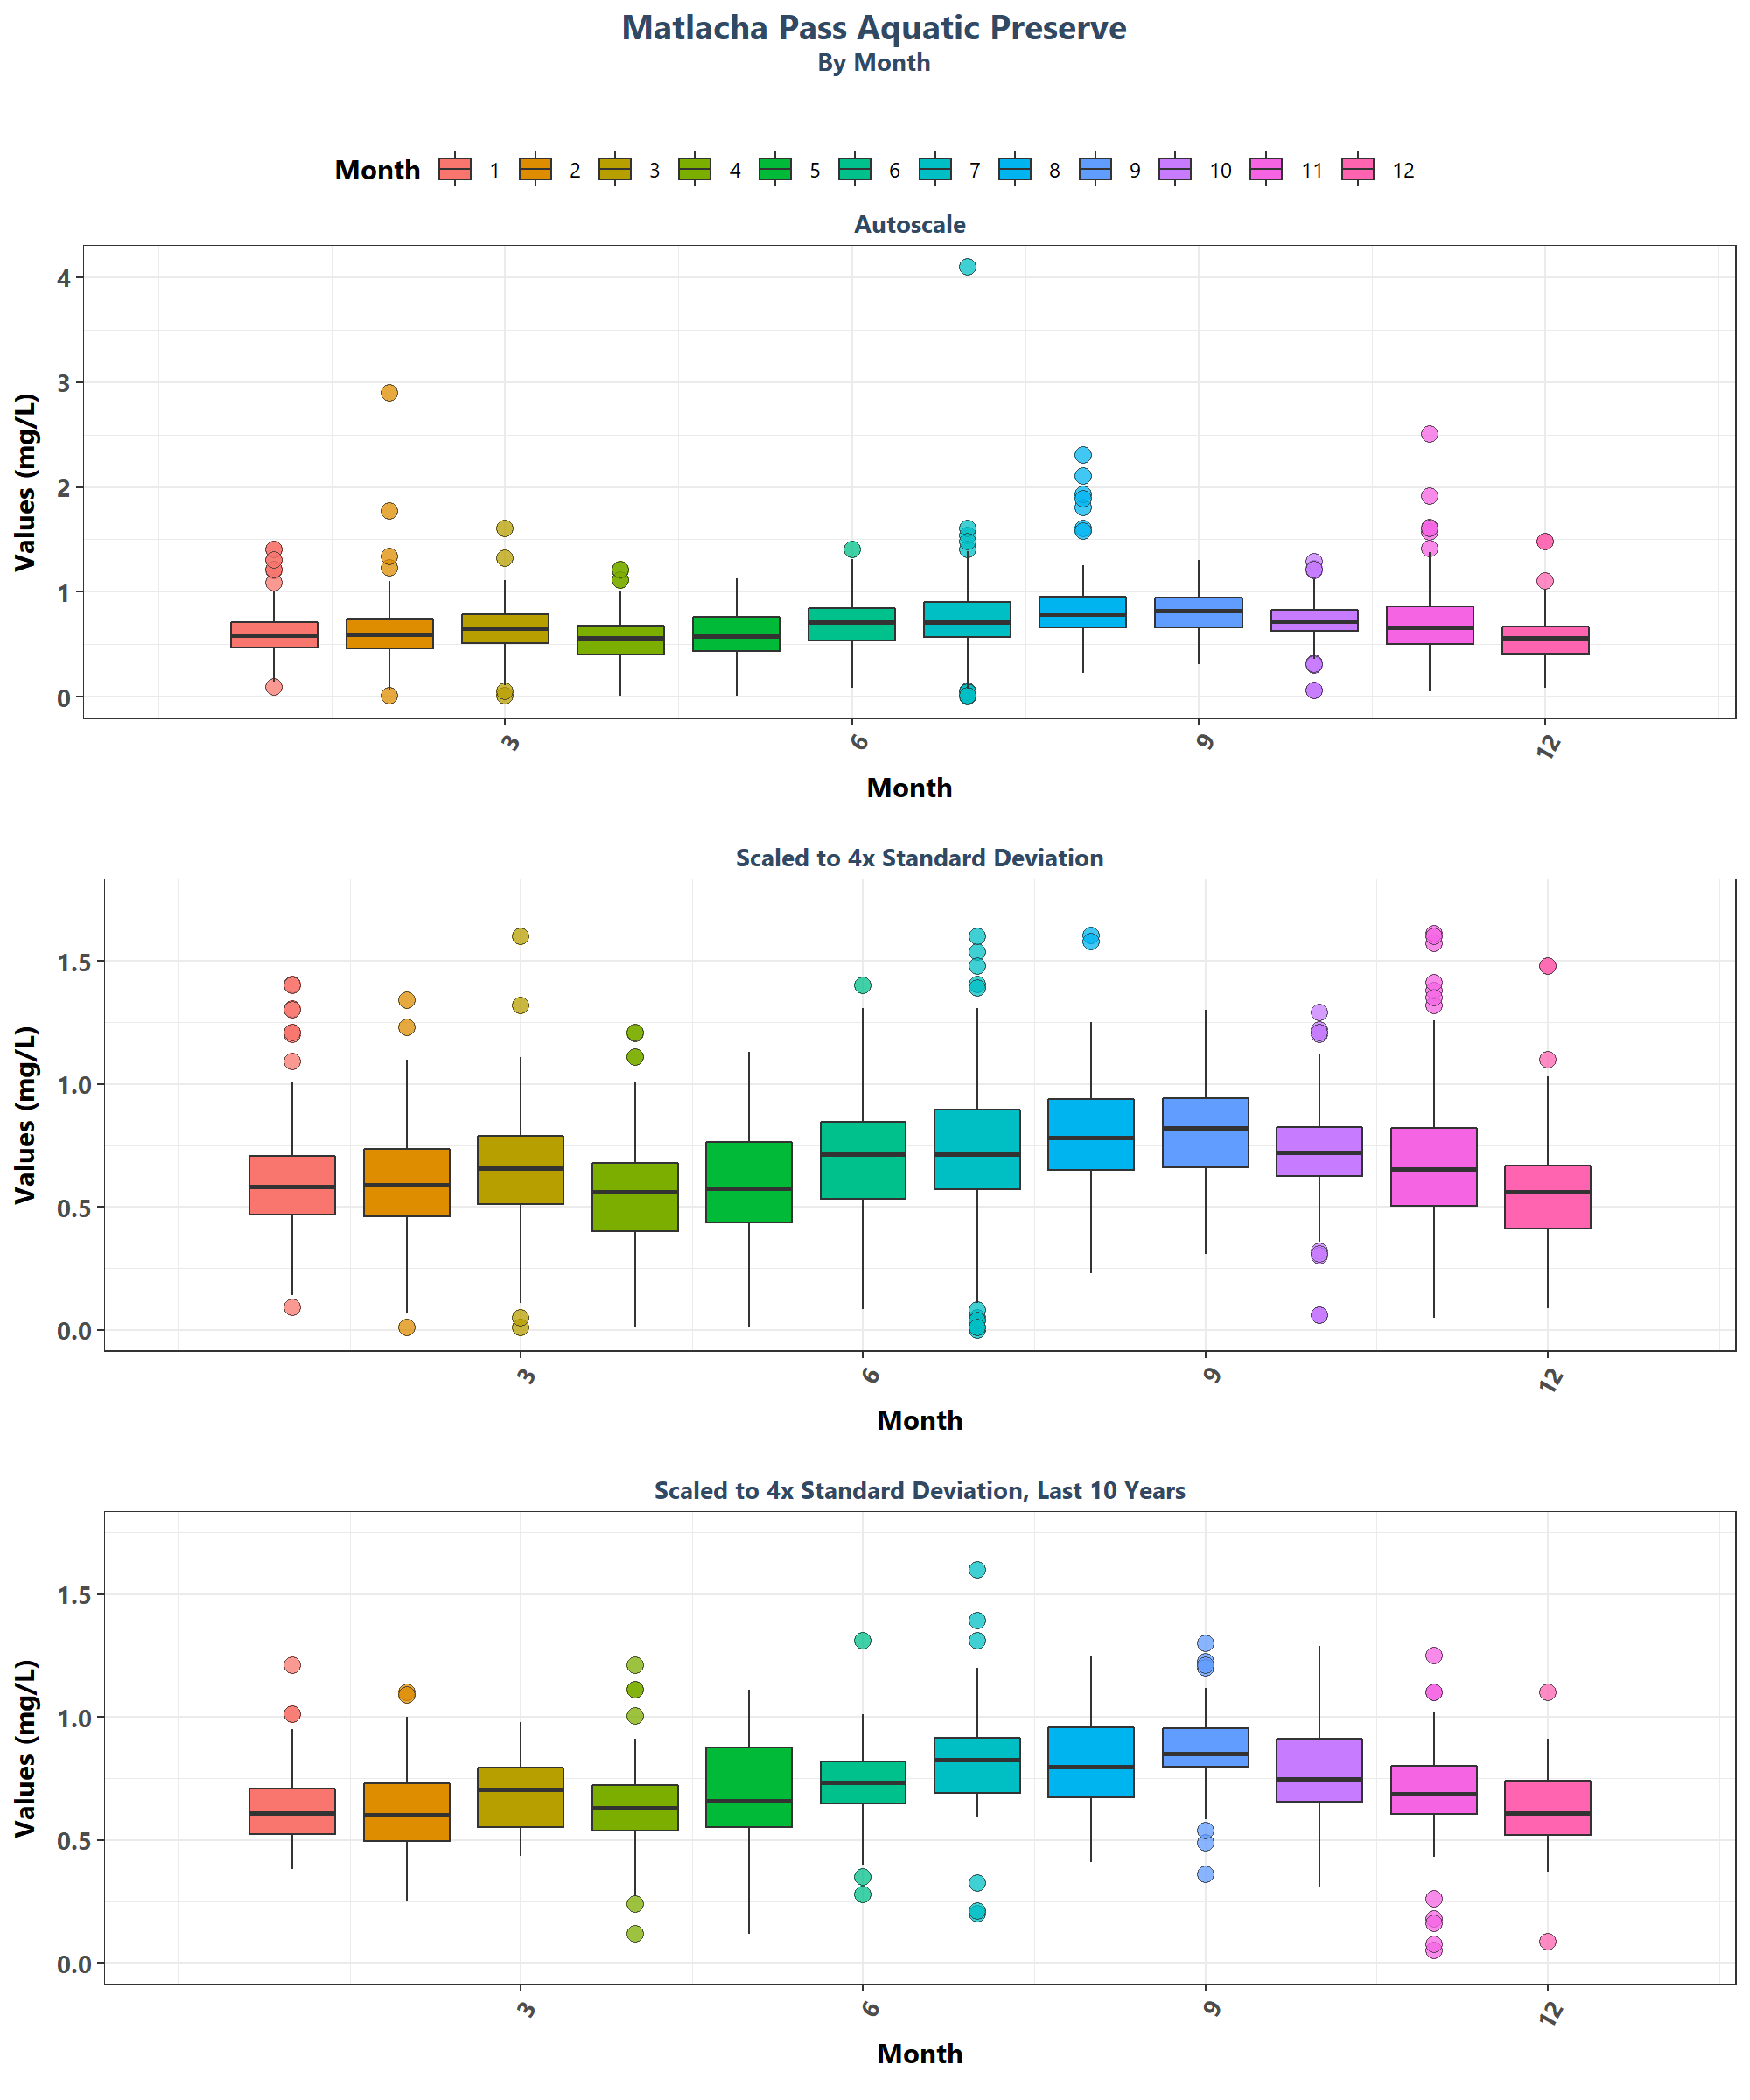 Matlacha Pass Aquatic Preserve
By Month
Month 1 2 3 4 5 6 7 8 9 10 11 12
Autoscale
Values (mg/L)
4
3
2
1
0
3 6 9 12
Month
Scaled to 4x Standard Deviation
Values (mg/L)
1.5
1.0
0.5
0.0
3 6 9 12
Month
Scaled to 4x Standard Deviation, Last 10 Years
Values (mg/L)
1.5
1.0
0.5
0.0
3 6 9 12
Month